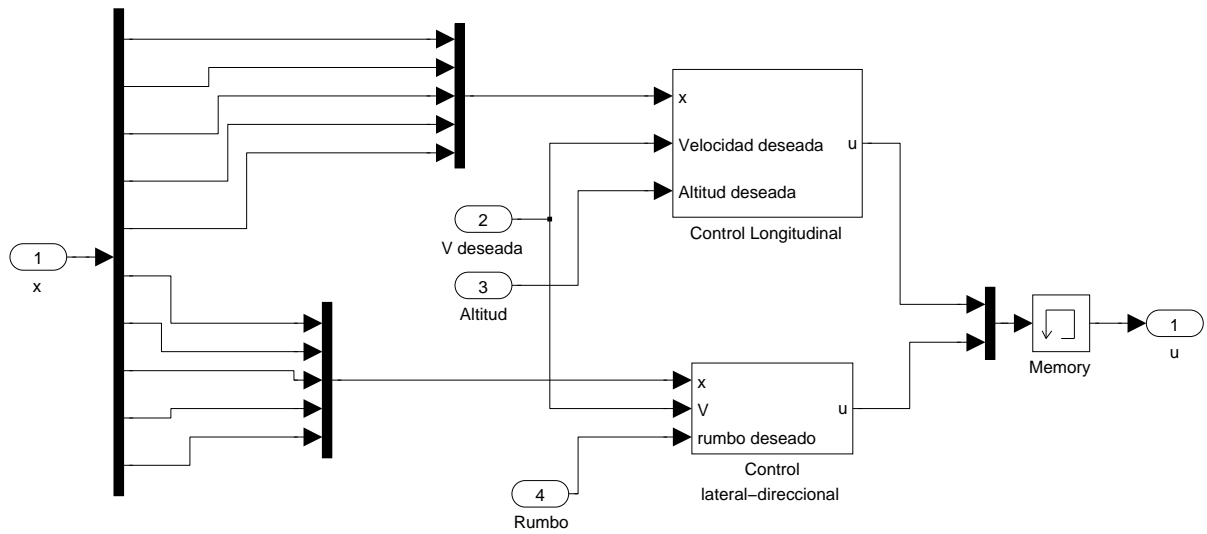 x
Velocidad deseada
u
Altitud deseada
Control Longitudinal
2
V deseada
1
x
3
Altitud
x
V
u
rumbo deseado
Control
lateral−direccional
4
Rumbo
Memory
1
u